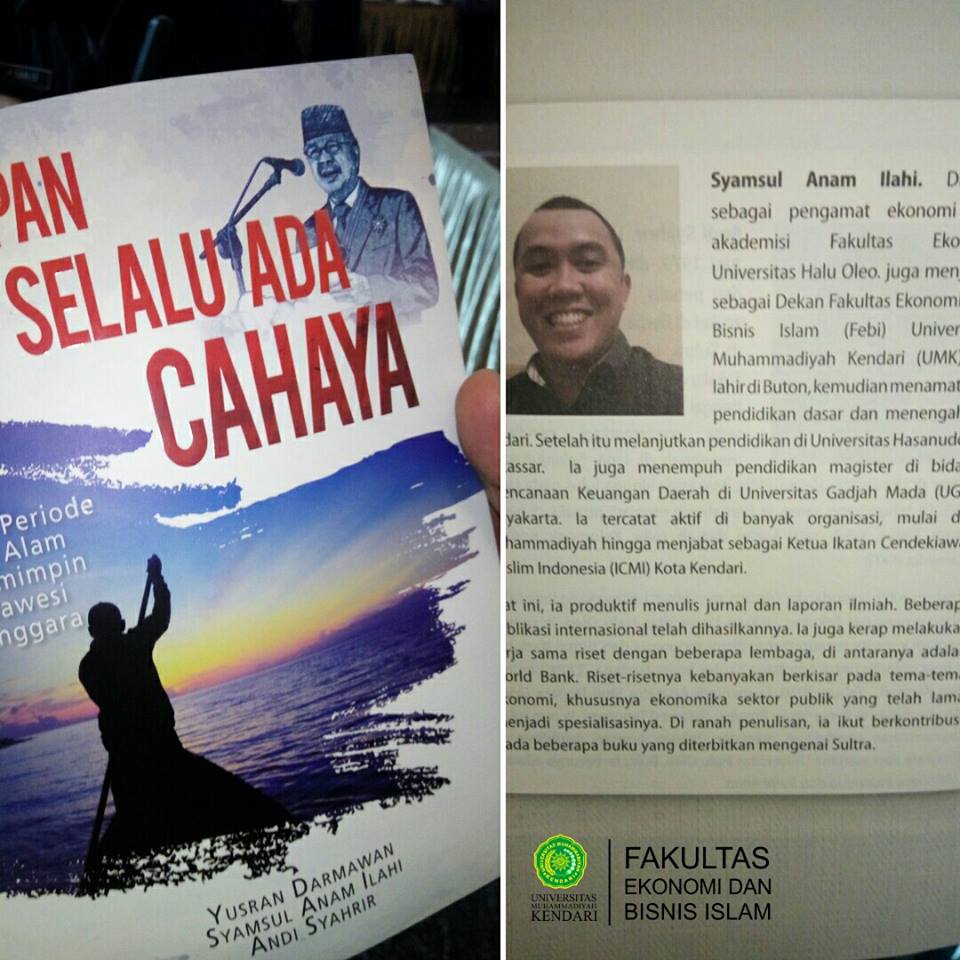 PAN
SELALU ADA
CAHAYA
Periode
Alam
mimpin
awesi
nggara
YUSRAN DARMAWAN
SYAMSUL ANAM ILAHI
ANDI SYAHRIR
Syamsul Anam Ilahi. D
sebagai pengamat ekonomi
akademisi Fakultas Eko
Universitas Halu Oleo. juga menj
sebagai Dekan Fakultas Ekonomi
Bisnis Islam (Febi) Univer
Muhammadiyah Kendari (UMK)
lahir di Buton, kemudian menamat
pendidikan dasar dan menengah
dari. Setelah itu melanjutkan pendidikan di Universitas Hasanudd
assar. Ia juga menempuh pendidikan magister di bida
encanaan Keuangan Daerah di Universitas Gadjah Mada (UG
yakarta. Ia tercatat aktif di banyak organisasi, mulai d
hammadiyah hingga menjabat sebagai Ketua Ikatan Cendekiaw
slim Indonesia (ICMI) Kota Kendari.
at ini, ia produktif menulis jurnal dan laporan ilmiah. Beberap
blikasi internasional telah dihasilkannya. Ia juga kerap melakuka
rja sama riset dengan beberapa lembaga, di antaranya adala
orld Bank. Riset-risetnya kebanyakan berkisar pada tema-tem
konomi, khususnya ekonomika sektor publik yang telah lama
enjadi spesialisasinya. Di ranah penulisan, ia ikut berkontribus
ada beberapa buku yang diterbitkan mengenai Sultra.
UNIVERSITAS
MUHAMMADIYAH
KENDARI
FAKULTAS
EKONOMI DAN
BISNIS ISLAM